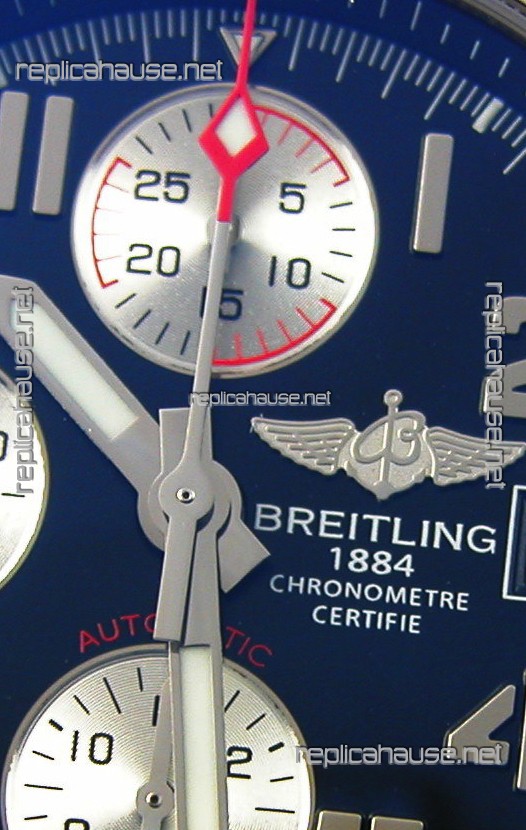 replicahause.net
25
5
20
10
15
replicahause.net
replicahause.net
replicahause.net
B
BREITLING
1884
CHRONOMETRE
CERTIFIE
10
2
replicahause.net